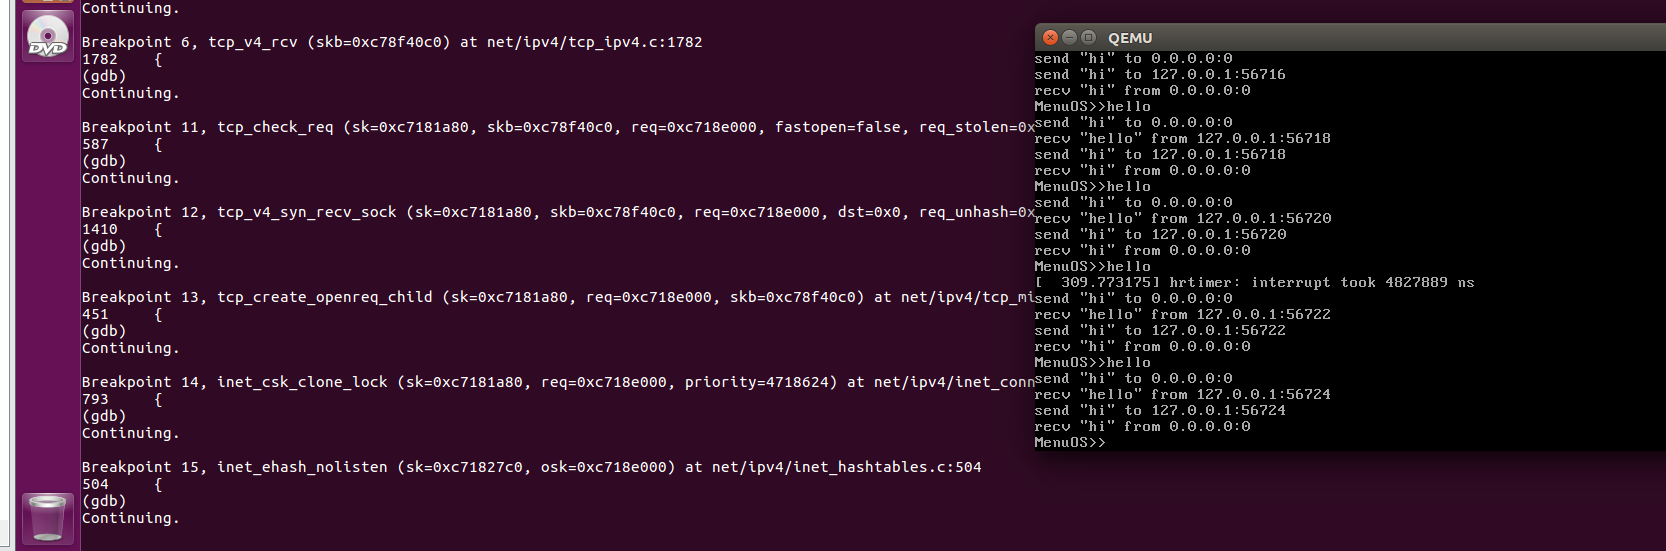 DVD
Continuing.
Breakpoint 6, tcp_v4_rcv (skb=0xc78f40c0) at net/ipv4/tcp_ipv4.c:1782
1782    {
(gdb)
Continuing.
Breakpoint 11, tcp_check_req (sk=0xc7181a80, skb=0xc78f40c0, req=0xc718e000, fastopen=false, req_stolen=0x
587     {
(gdb)
Continuing.
Breakpoint 12, tcp_v4_syn_recv_sock (sk=0xc7181a80, skb=0xc78f40c0, req=0xc718e000, dst=0x0, req_unhash=0x
1410    {
(gdb)
Continuing.
Breakpoint 13, tcp_create_openreq_child (sk=0xc7181a80, req=0xc718e000, skb=0xc78f40c0) at net/ipv4/tcp_mi
451     {
(gdb)
Continuing.
Breakpoint 14, inet_csk_clone_lock (sk=0xc7181a80, req=0xc718e000, priority=4718624) at net/ipv4/inet_conn
793     {
(gdb)
Continuing.
Breakpoint 15, inet_ehash_nolisten (sk=0xc71827c0, osk=0xc718e000) at net/ipv4/inet_hashtables.c:504
504     {
(gdb)
Continuing.
QEMU
send "hi" to 0.0.0.0:0
send "hi" to 127.0.0.1:56716
recv "hi" from 0.0.0.0:0
MenuOS>>hello
send "hi" to 0.0.0.0:0
recv "hello" from 127.0.0.1:56718
send "hi" to 127.0.0.1:56718
recv "hi" from 0.0.0.0:0
MenuOS>>hello
send "hi" to 0.0.0.0:0
recv "hello" from 127.0.0.1:56720
send "hi" to 127.0.0.1:56720
recv "hi" from 0.0.0.0:0
MenuOS>>hello
[  309.773175] hrtimer: interrupt took 4827889 ns
send "hi" to 0.0.0.0:0
recv "hello" from 127.0.0.1:56722
send "hi" to 127.0.0.1:56722
recv "hi" from 0.0.0.0:0
MenuOS>>hello
send "hi" to 0.0.0.0:0
recv "hello" from 127.0.0.1:56724
send "hi" to 127.0.0.1:56724
recv "hi" from 0.0.0.0:0
MenuOS>>